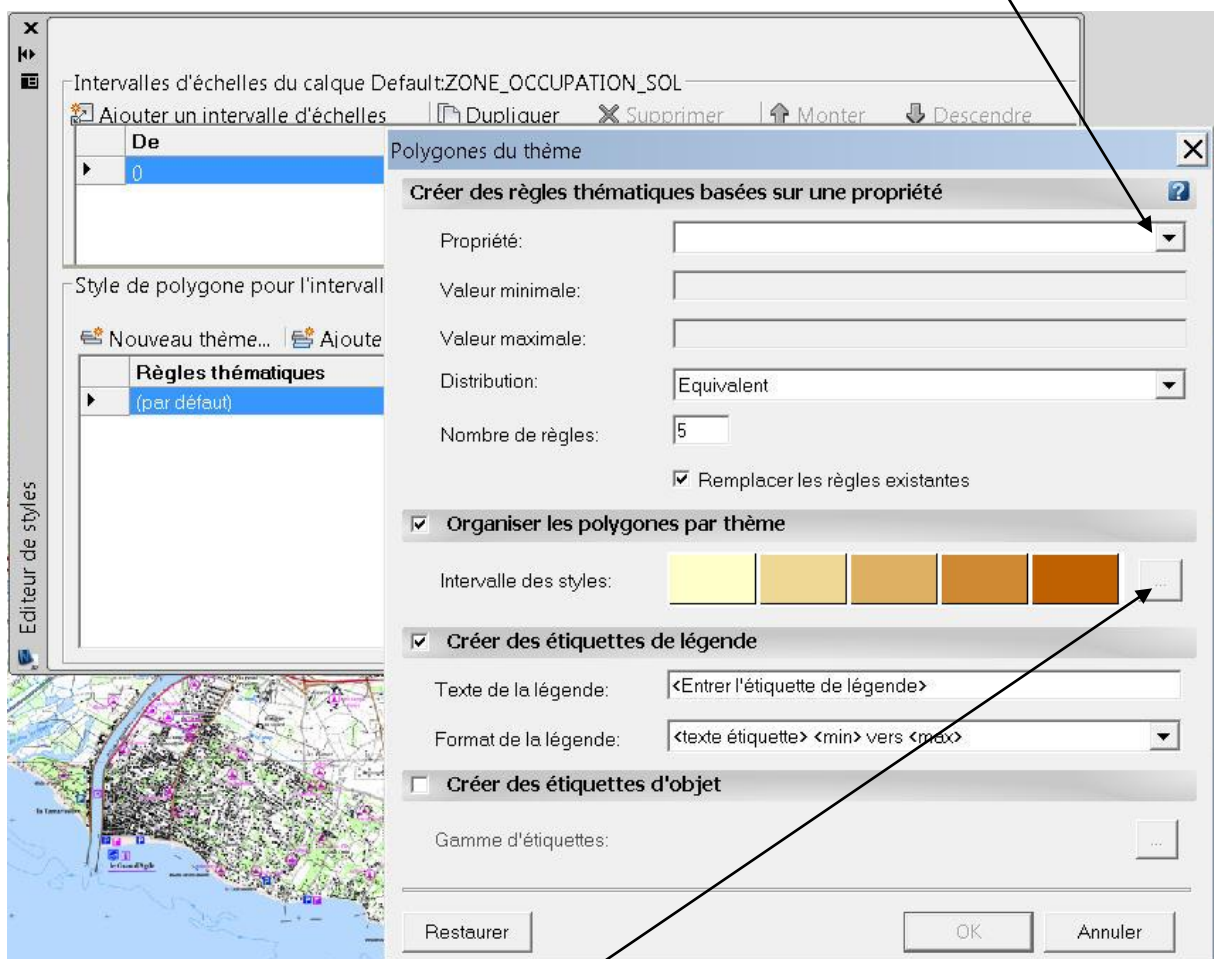 Intervalles d'échelles du calque Default:ZONE_OCCUPATION_SOL
Ajouter un intervalle d'échelles Dupliquer Supprimer Monter Descendre
De
0
Polygones du thème
Créer des règles thématiques basées sur une propriété
Propriété:
Style de polygone pour l'intervall
Valeur minimale:
Nouveau thème... Ajoute
Valeur maximale:
Règles thématiques
(par défaut)
Distribution: Equivalent
Nombre de règles: 5
Remplacer les règles existantes
Organiser les polygones par thème
Intervalle des styles: ...
Editeur de styles
Créer des étiquettes de légende
Texte de la légende: <Entrer l'étiquette de légende>
Format de la légende: <texte étiquette> <min> vers <max>
Créer des étiquettes d'objet
Gamme d'étiquettes: ...
le Grau d'Agde
Restaurer OK Annuler